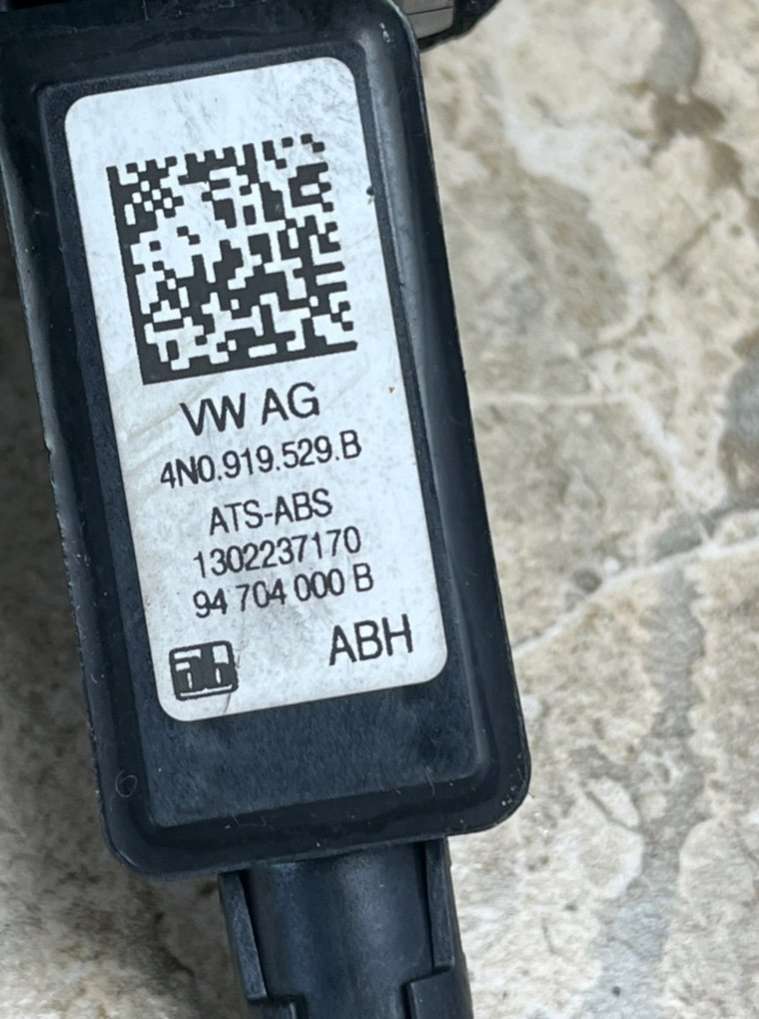 VW AG
4N0.919.529.B
ATS-ABS
1302237170
94 704 000 B
ABH